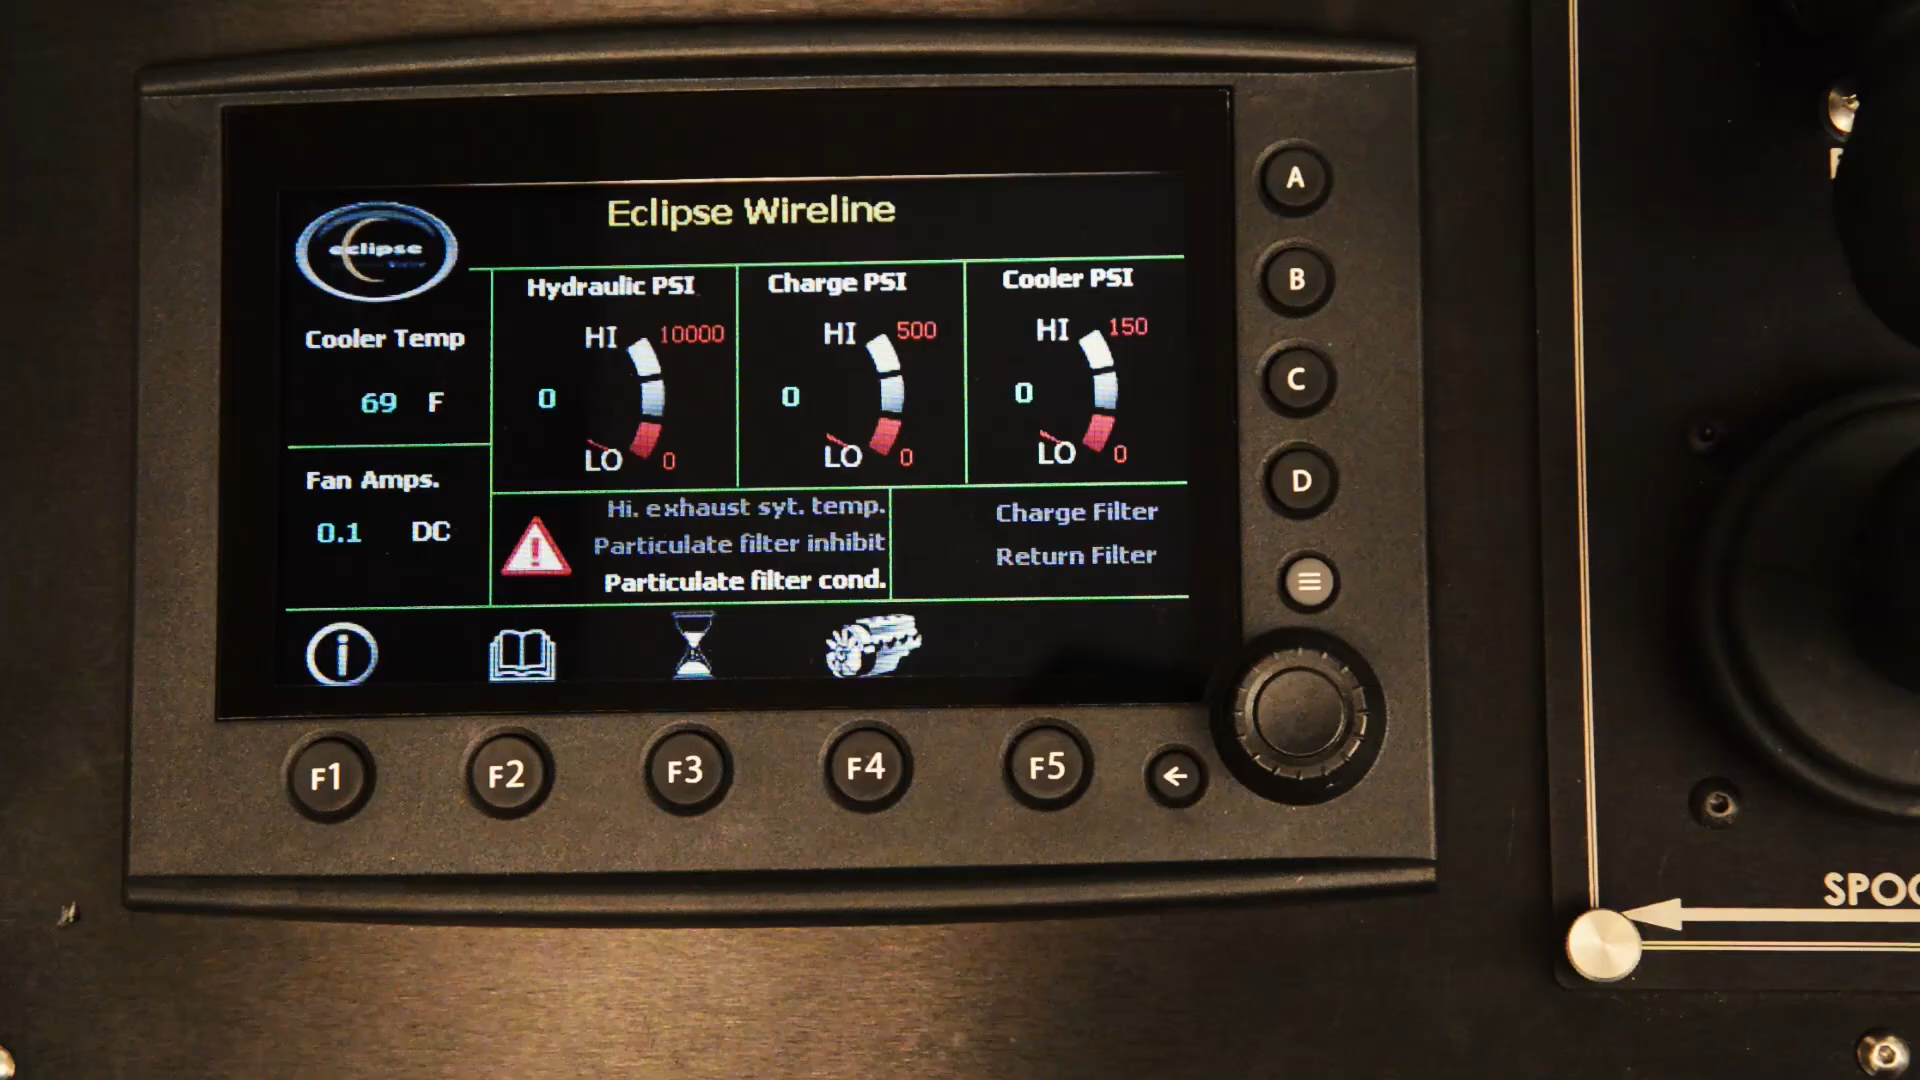 Eclipse Wireline
eclipse
Cooler Temp
69 F
Fan Amps.
0.1 DC
Hydraulic PSI
HI 10000
0
LO 0
Charge PSI
HI 500
0
LO 0
Cooler PSI
HI 150
0
LO 0
Hi. exhaust syt. temp.
Particulate filter inhibit
Particulate filter cond.
Charge Filter
Return Filter
A
B
C
D
F1 F2 F3 F4 F5
SPOO